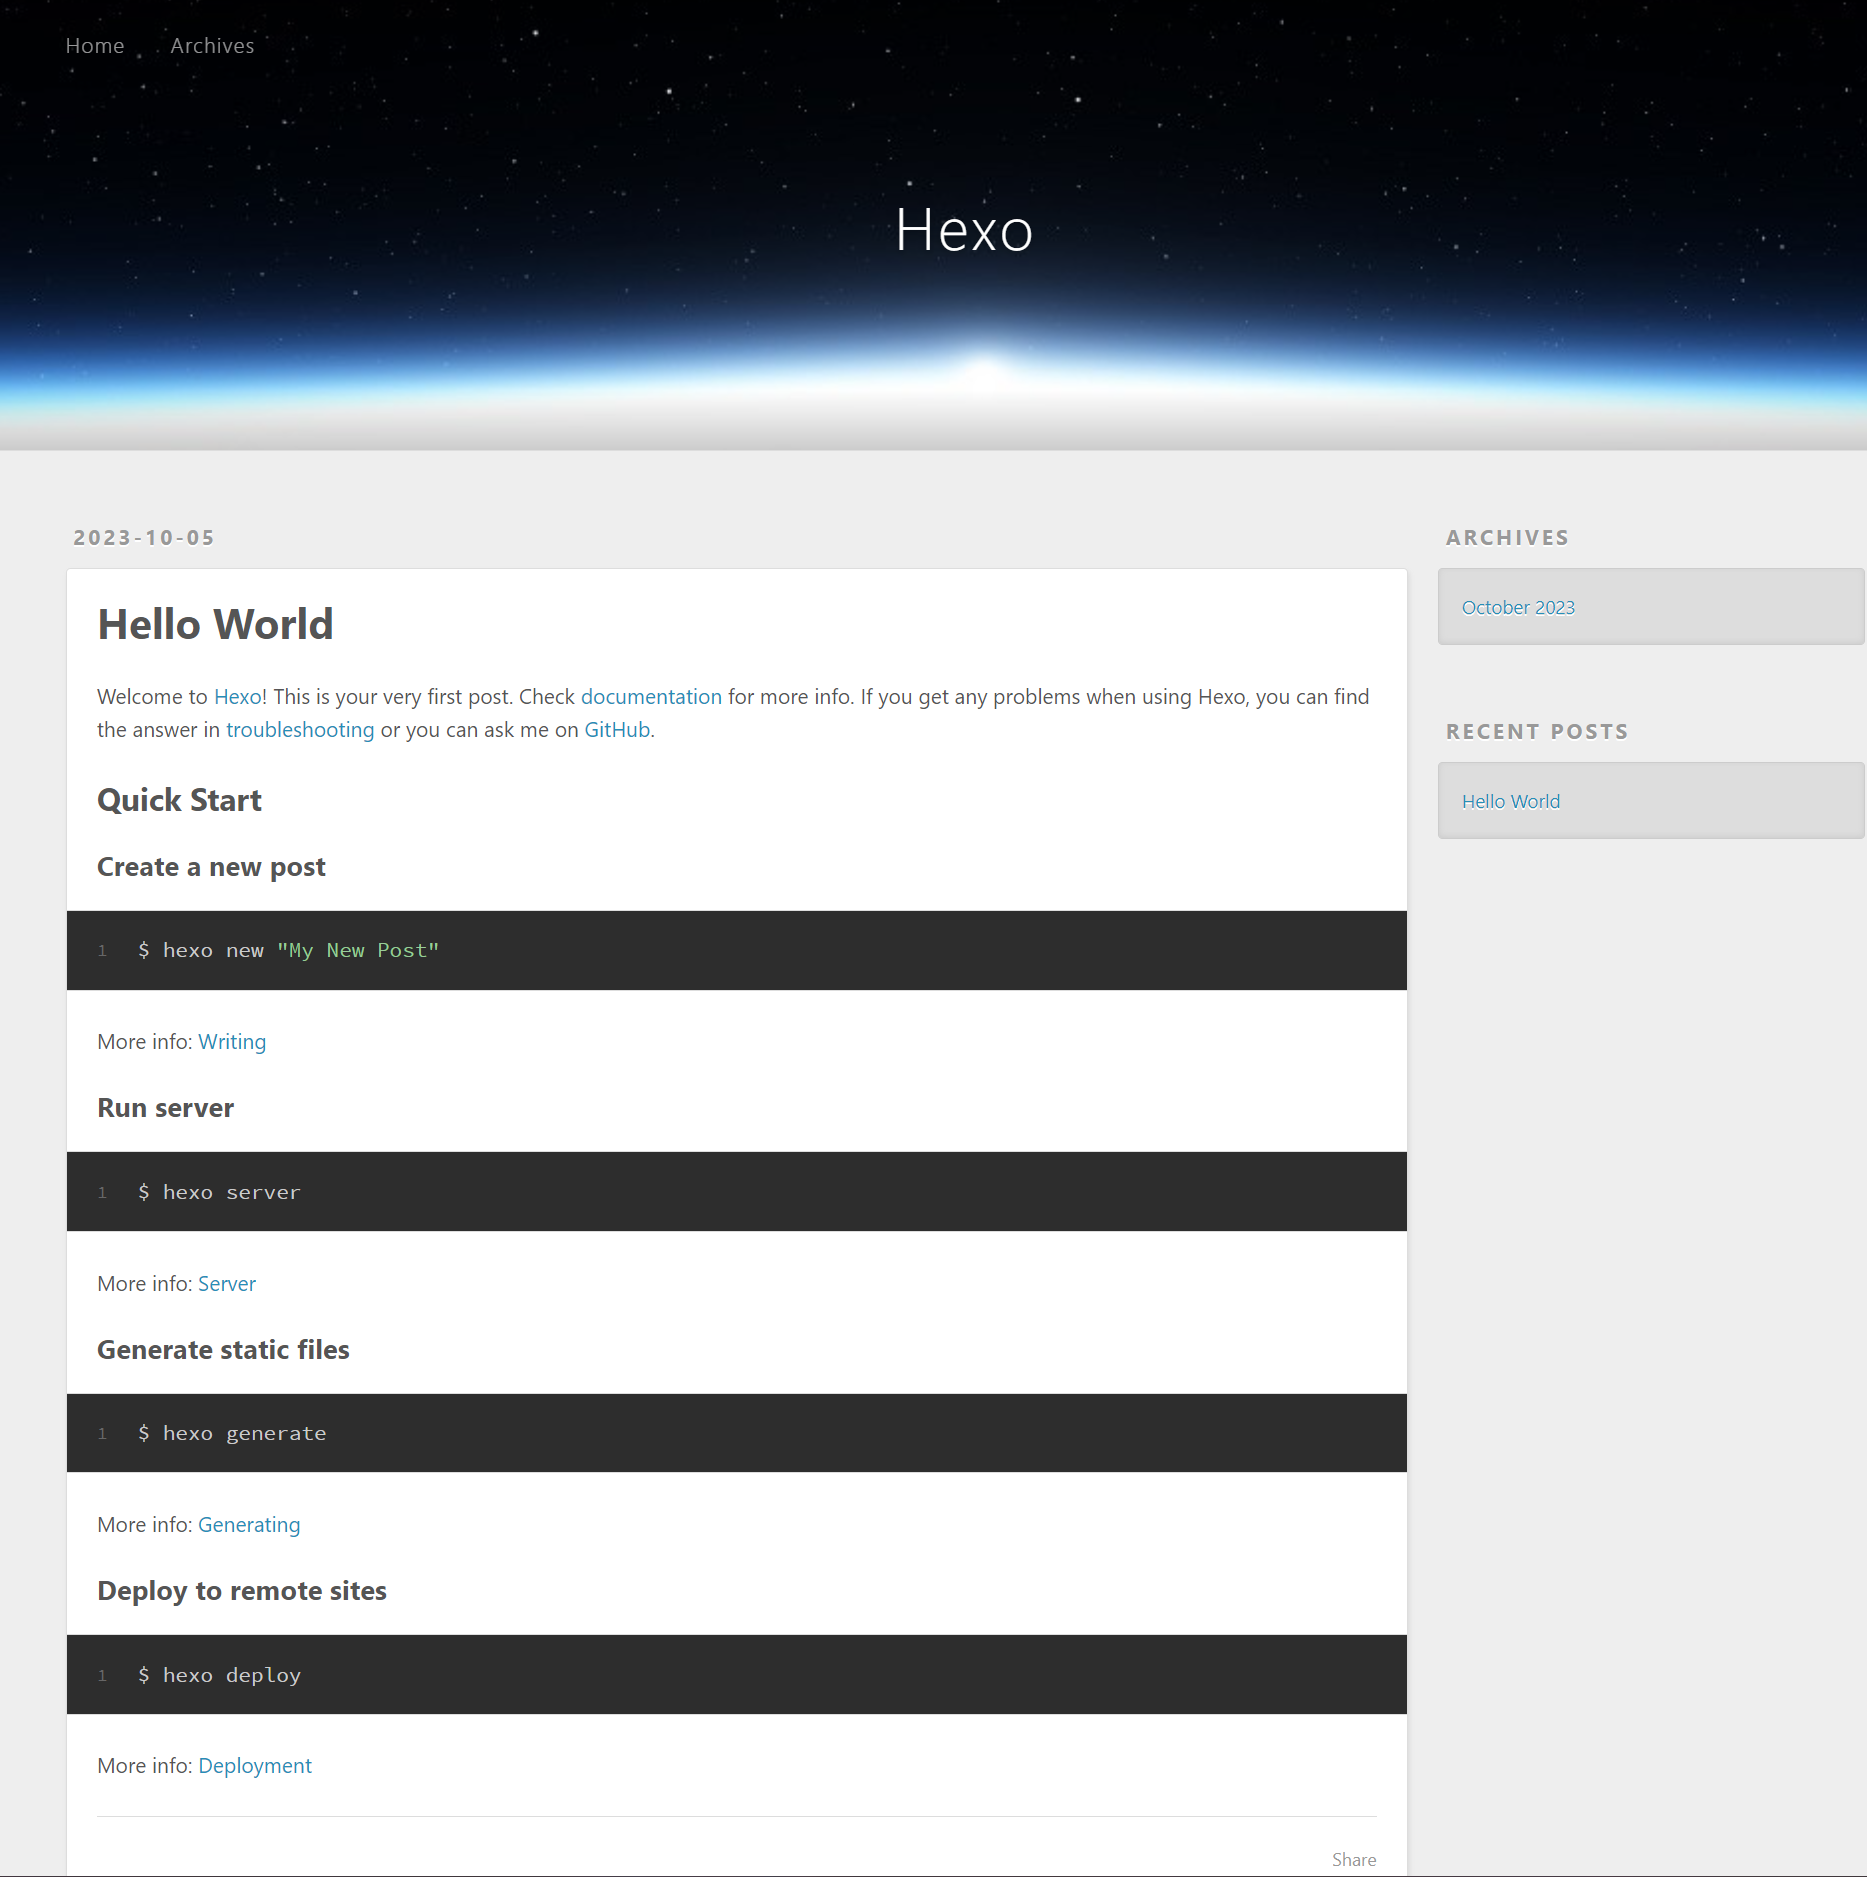 Home Archives
Hexo
2023-10-05
Hello World
Welcome to Hexo! This is your very first post. Check documentation for more info. If you get any problems when using Hexo, you can find
the answer in troubleshooting or you can ask me on GitHub.
Quick Start
Create a new post
1 $ hexo new "My New Post"
More info: Writing
Run server
1 $ hexo server
More info: Server
Generate static files
1 $ hexo generate
More info: Generating
Deploy to remote sites
1 $ hexo deploy
More info: Deployment
Share
ARCHIVES
October 2023
RECENT POSTS
Hello World